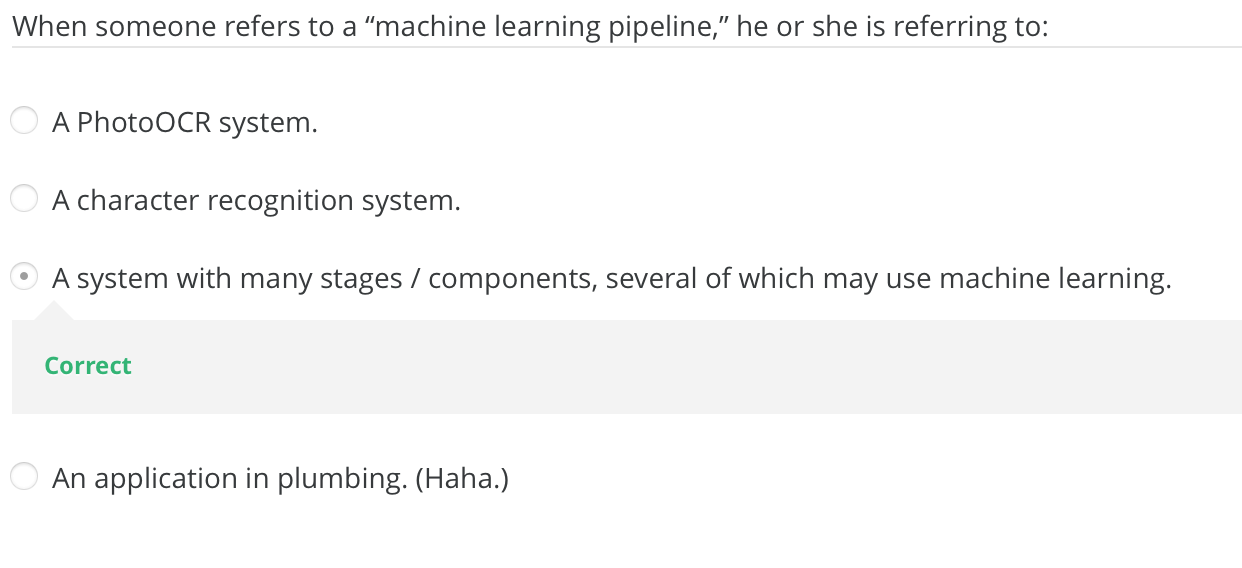 When someone refers to a “machine learning pipeline,” he or she is referring to:
A PhotoOCR system.
A character recognition system.
A system with many stages / components, several of which may use machine learning.
Correct
An application in plumbing. (Haha.)